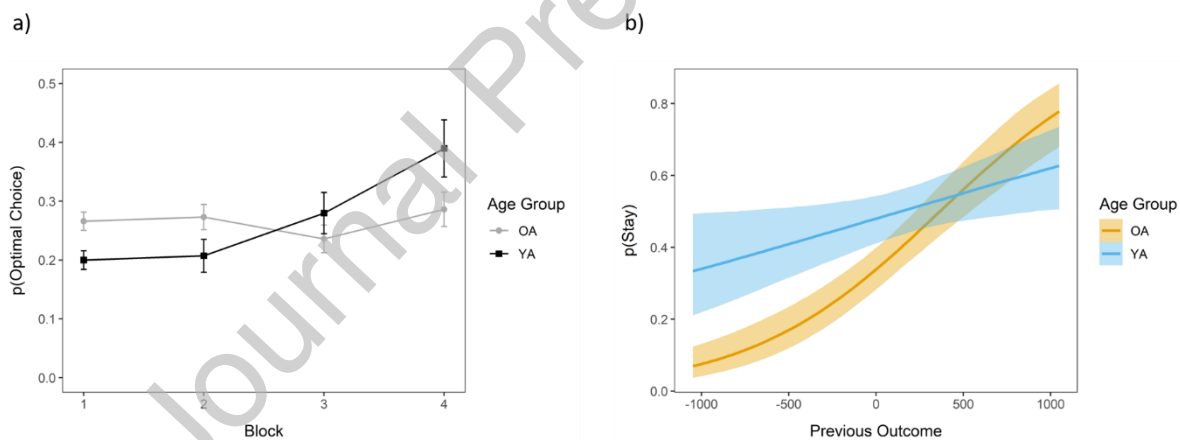 a)
0.5
0.4
0.3
0.2
0.1
0.0
p(Optimal Choice)
1 2 3 4
Block
Age Group
OA
YA
b)
0.8
0.6
0.4
0.2
0.0
p(Stay)
-1000 -500 0 500 1000
Previous Outcome
Age Group
OA
YA
Journal Pre